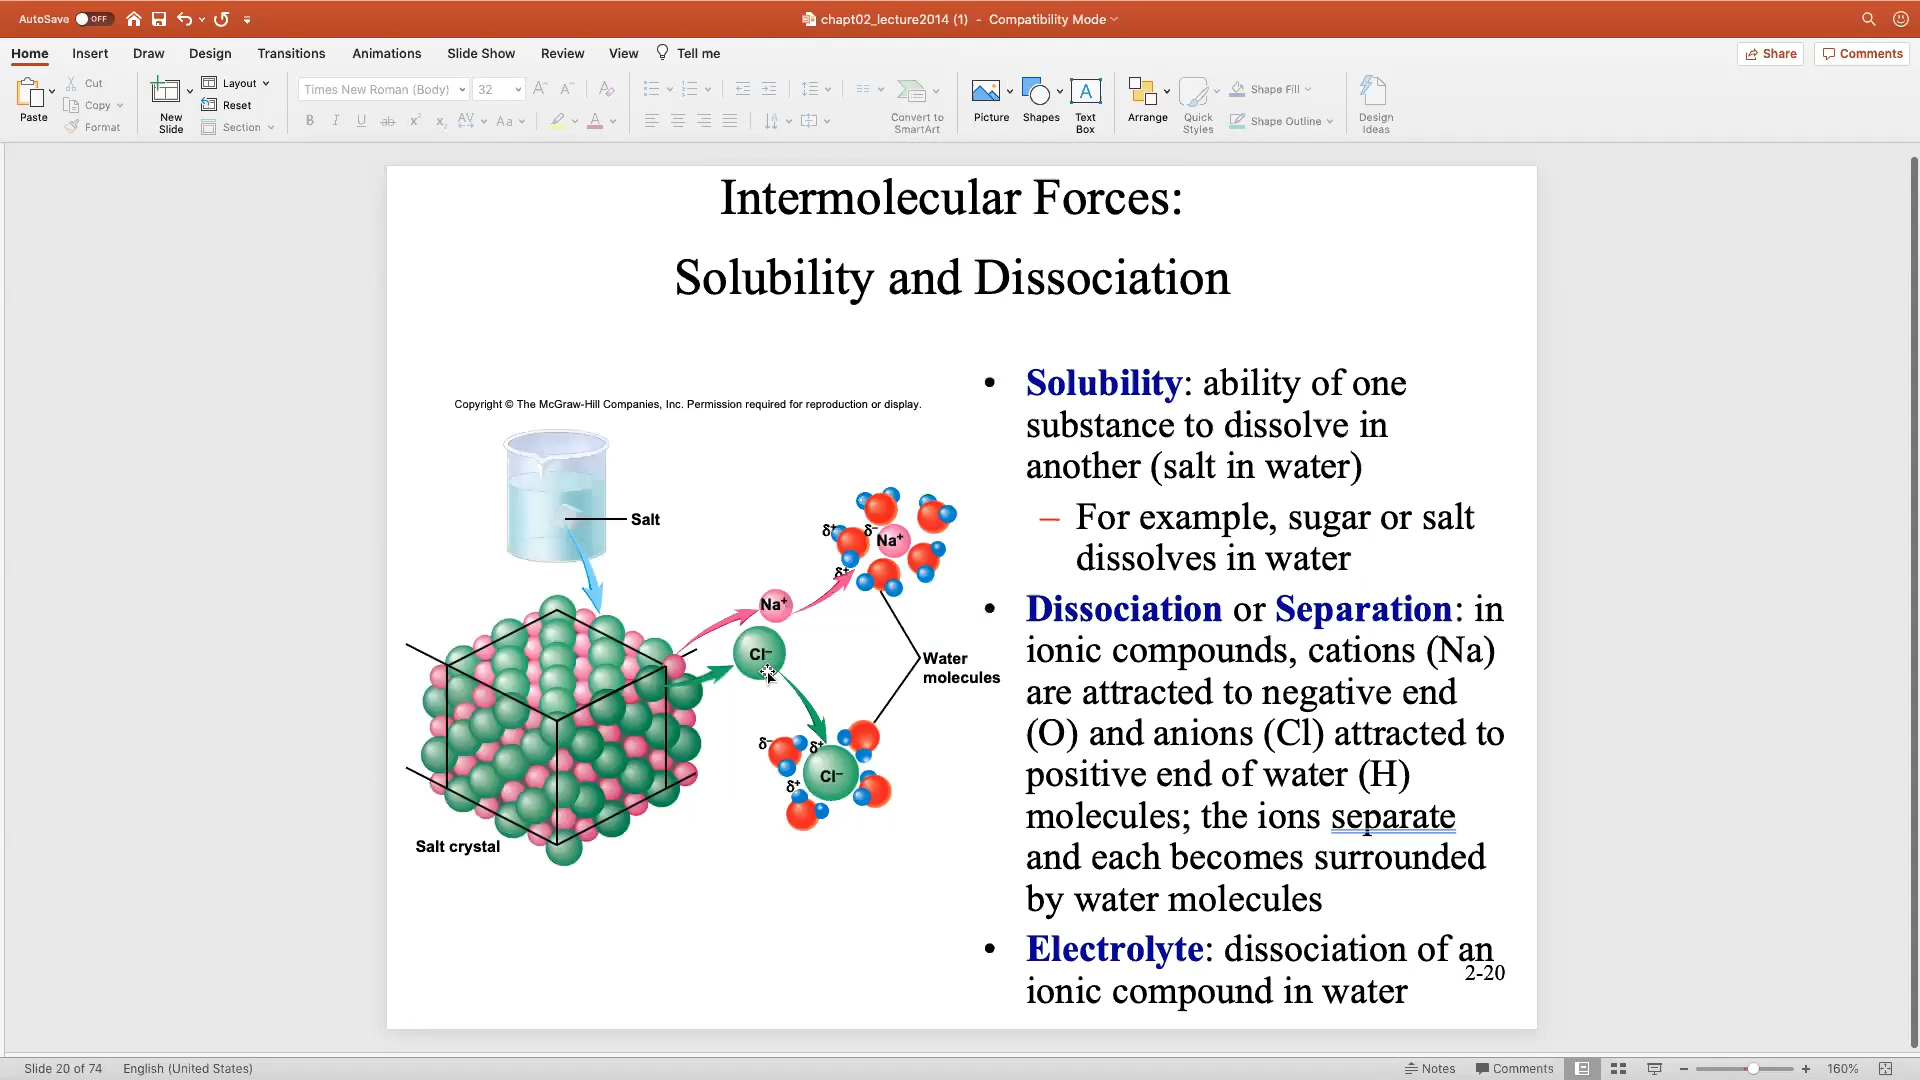 AutoSave OFF
chapt02_lecture2014 (1) - Compatibility Mode
Home Insert Draw Design Transitions Animations Slide Show Review View Tell me
Share Comments
Paste
Cut
Copy
Format
New Slide
Layout
Reset
Section
Times New Roman (Body) 32
Convert to SmartArt
Picture
Shapes
Text Box
Arrange
Quick Styles
Shape Fill
Shape Outline
Design Ideas
Intermolecular Forces:
Solubility and Dissociation
Copyright © The McGraw-Hill Companies, Inc. Permission required for reproduction or display.
Salt
δ+
δ–
Na+
δ+
Na+
Cl–
Water
molecules
δ–
δ+
Cl–
δ+
Salt crystal
• Solubility: ability of one
substance to dissolve in
another (salt in water)
– For example, sugar or salt
dissolves in water
• Dissociation or Separation: in
ionic compounds, cations (Na)
are attracted to negative end
(O) and anions (Cl) attracted to
positive end of water (H)
molecules; the ions separate
and each becomes surrounded
by water molecules
• Electrolyte: dissociation of an
ionic compound in water
2-20
Slide 20 of 74 English (United States)
Notes Comments 160%